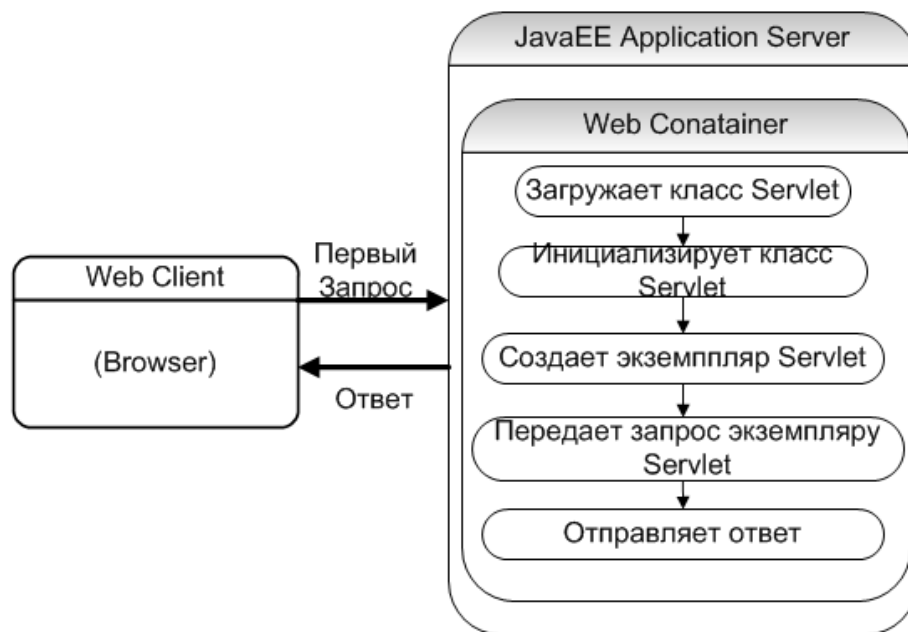 JavaEE Application Server
Web Conatainer
Загружает класс Servlet
Инициализирует класс
Servlet
Создает экземппляр Servlet
Передает запрос экземпляру
Servlet
Отправляет ответ
Первый
Запрос
Web Client
(Browser)
Ответ